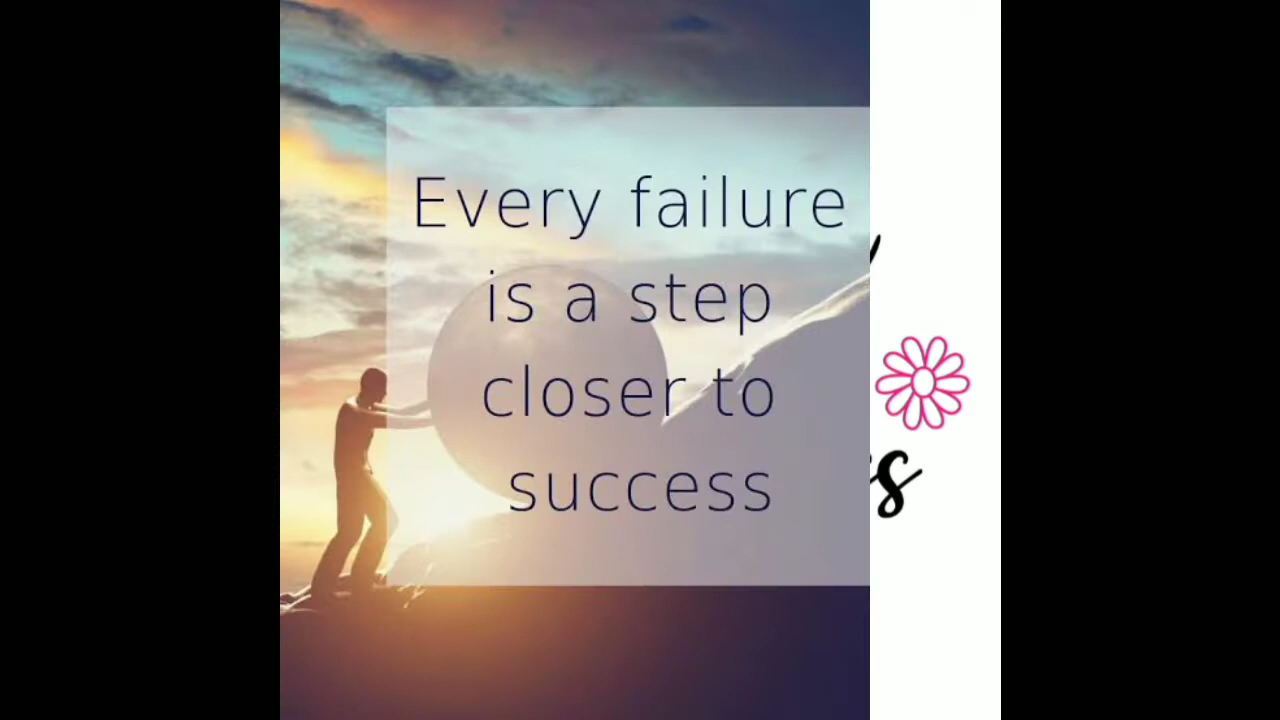 Every failure
is a step
closer to
success